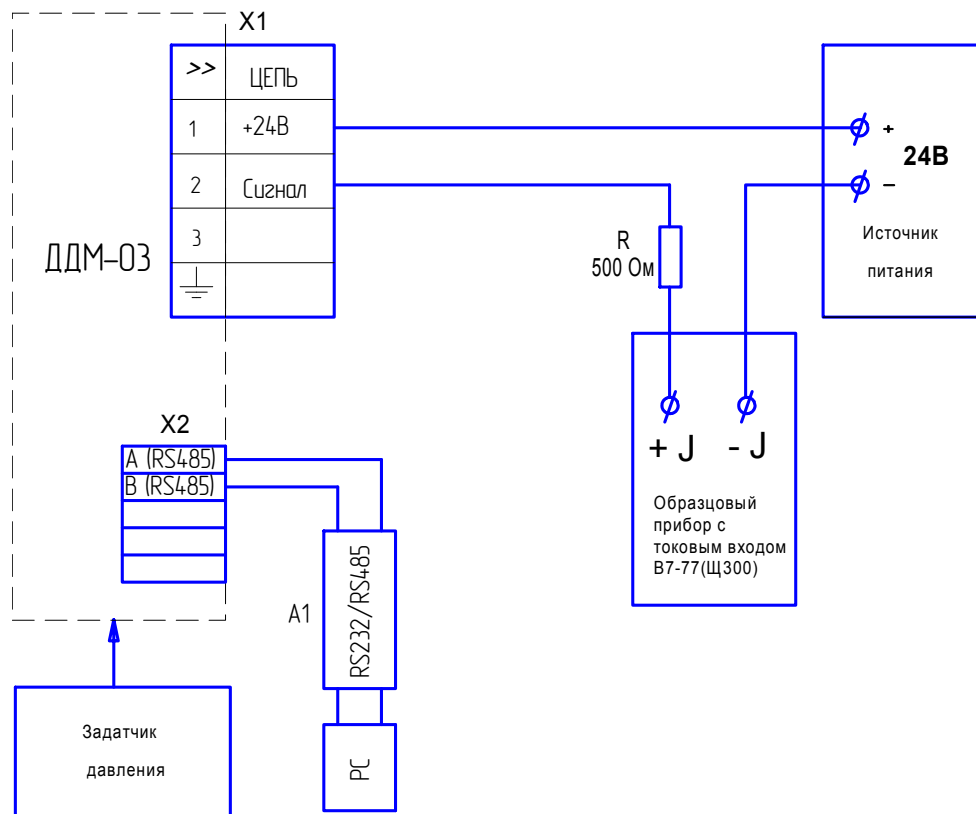 X1
>> ЦЕПЬ
1 +24В
2 Сигнал
3
ДДМ-03
+
24В
−
Источник
питания
R
500 Ом
+ J - J
Образцовый
прибор с
токовым входом
В7-77(Щ300)
X2
A (RS485)
B (RS485)
A1
RS232/RS485
PC
Задатчик
давления